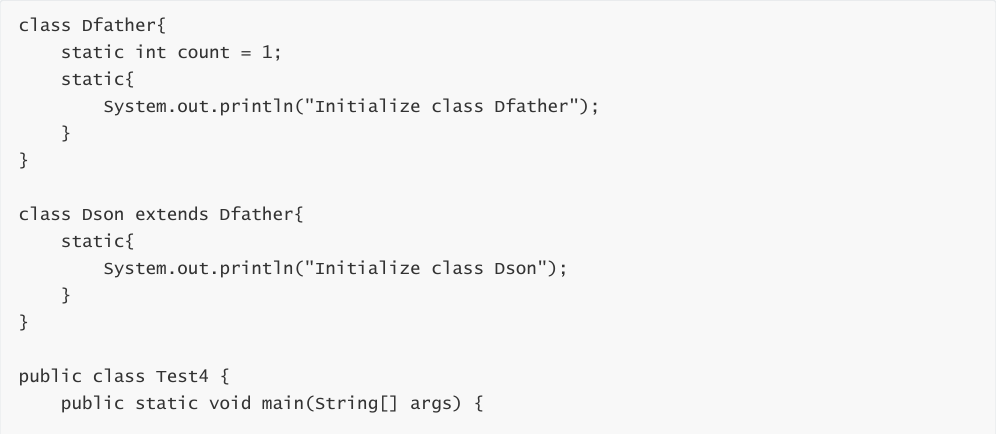 class Dfather{
    static int count = 1;
    static{
        System.out.println("Initialize class Dfather");
    }
}

class Dson extends Dfather{
    static{
        System.out.println("Initialize class Dson");
    }
}

public class Test4 {
    public static void main(String[] args) {